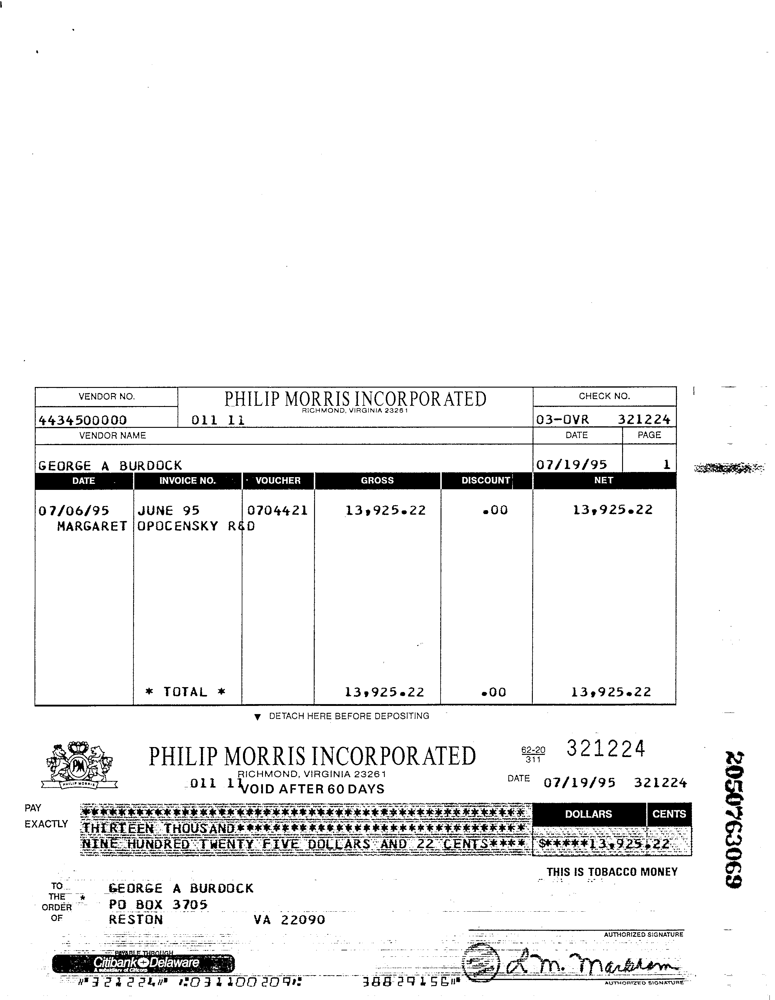 VENDOR NO. PHILIP MORRIS INCORPORATED CHECK NO.
RICHMOND, VIRGINIA 23261
4434500000 011 11 03-OVR 321224
VENDOR NAME DATE PAGE
GEORGE A BURDOCK 07/19/95 1
DATE INVOICE NO. VOUCHER GROSS DISCOUNT NET
07/06/95 JUNE 95 0704421 13,925.22 .00 13,925.22
MARGARET OPOCENSKY R&D
* TOTAL * 13,925.22 .00 13,925.22
▼ DETACH HERE BEFORE DEPOSITING
PM
PHILIP MORRIS
PHILIP MORRIS INCORPORATED 62-20 321224
311
RICHMOND, VIRGINIA 23261
011 11 VOID AFTER 60 DAYS DATE 07/19/95 321224
PAY
EXACTLY
DOLLARS CENTS
THIRTEEN THOUSAND
NINE HUNDRED TWENTY FIVE DOLLARS AND 22 CENTS**** $*****13,925.22
THIS IS TOBACCO MONEY
TO THE ORDER OF *
GEORGE A BURDOCK
PO BOX 3705
RESTON VA 22090
AUTHORIZED SIGNATURE
PAYABLE THROUGH
Citibank Delaware
A subsidiary of Citicorp
L M. Markham
AUTHORIZED SIGNATURE
⑈321224⑈ ⑆031100209⑆ 38829156⑈
2050763069